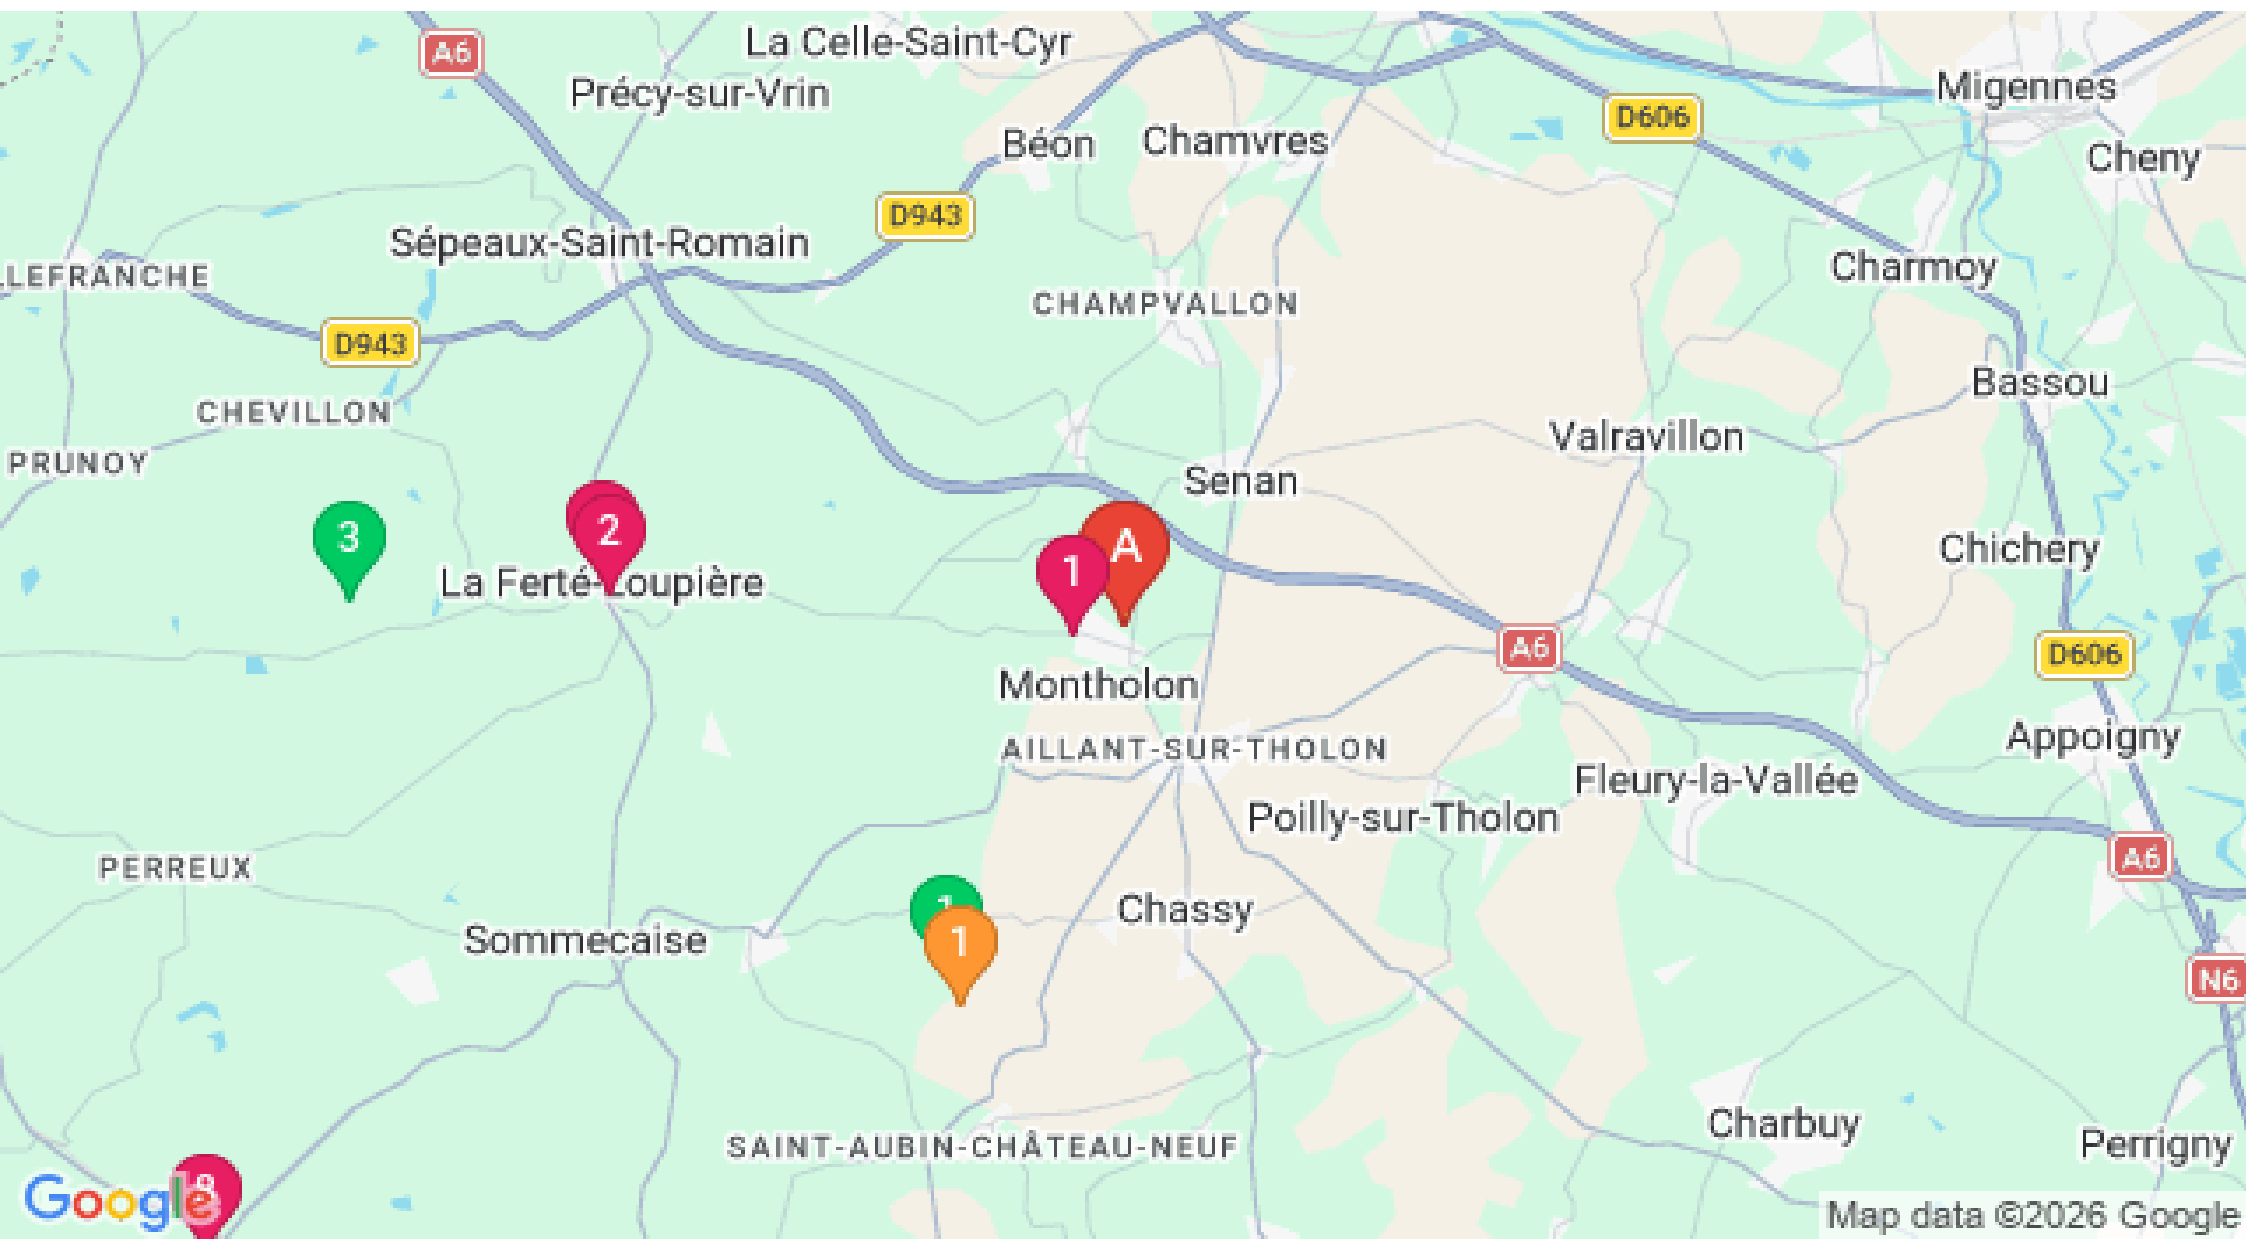 A6
La Celle-Saint-Cyr
Précy-sur-Vrin
Migennes
D606
Béon
Chamvres
Cheny
D943
Sépeaux-Saint-Romain
LLEFRANCHE
Charmoy
CHAMPVALLON
D943
Bassou
CHEVILLON
Valravillon
PRUNOY
Senan
3
2
A
1
Chichery
La Ferté-Loupière
A6
D606
Montholon
Appoigny
AILLANT-SUR-THOLON
Fleury-la-Vallée
Poilly-sur-Tholon
A6
PERREUX
Chassy
1
1
Sommecaise
N6
Charbuy
Perrigny
SAINT-AUBIN-CHÂTEAU-NEUF
Google
Map data ©2026 Google